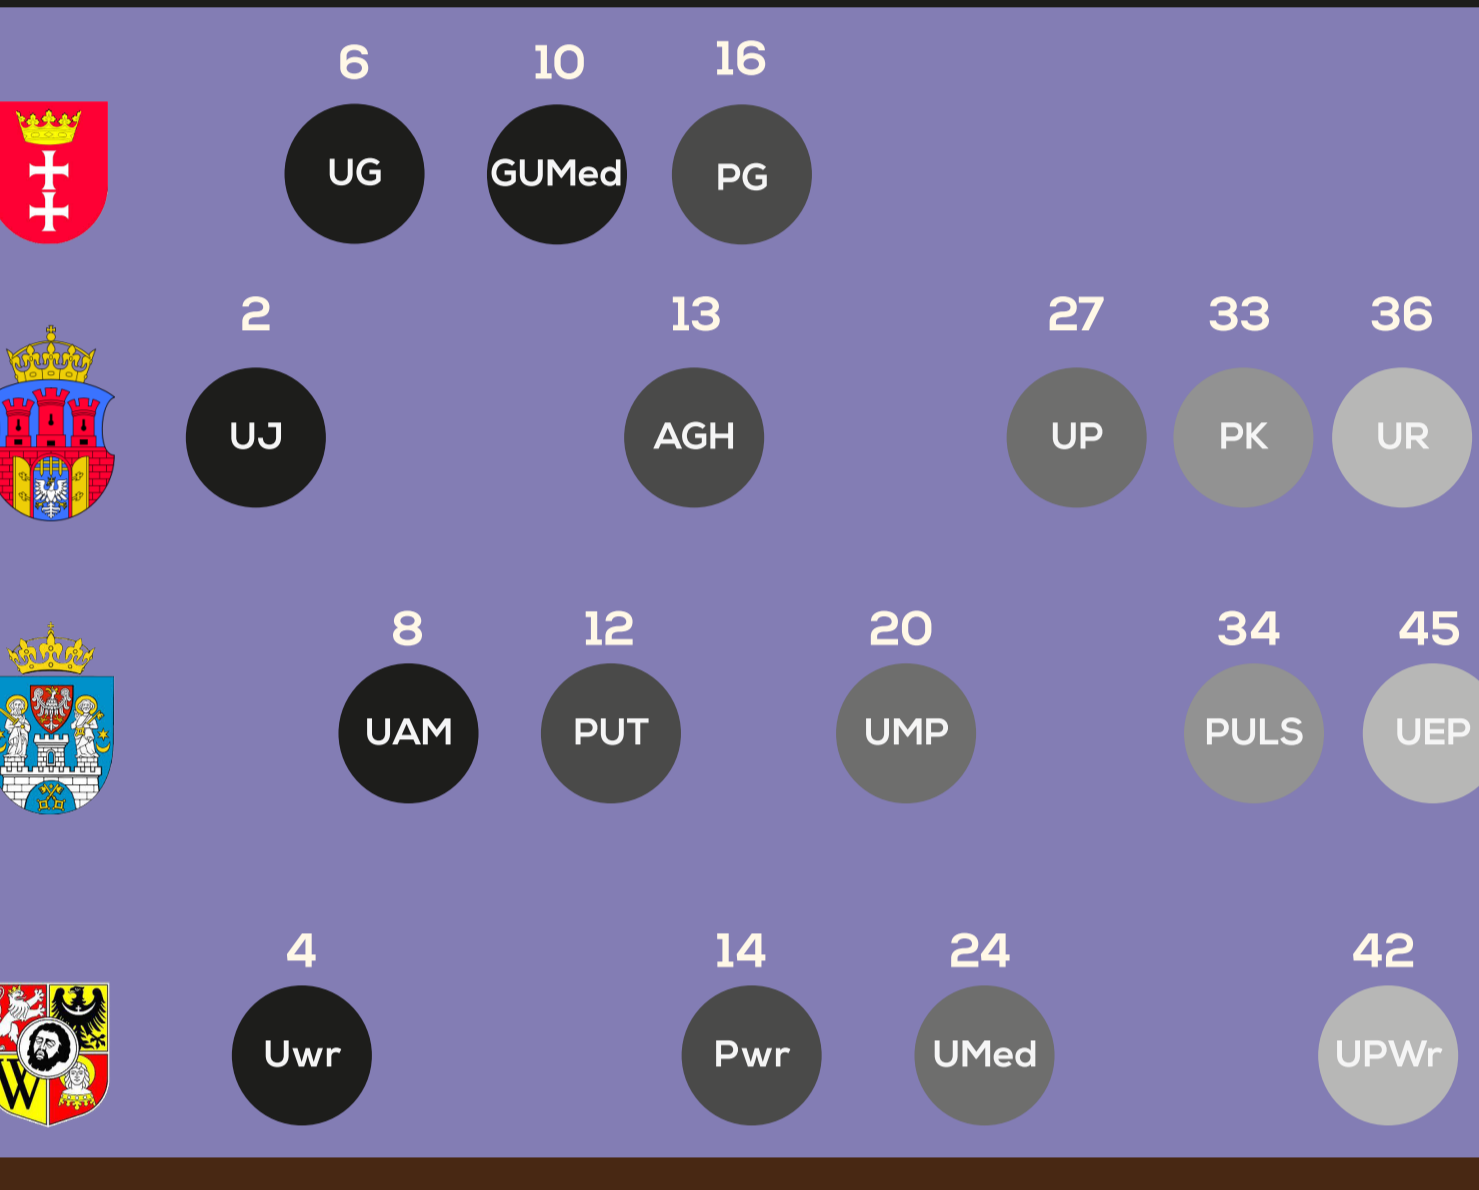 6 10 16
UG GUMed PG
2 13 27 33 36
UJ AGH UP PK UR
8 12 20 34 45
UAM PUT UMP PULS UEP
4 14 24 42
Uwr Pwr UMed UPWr
W